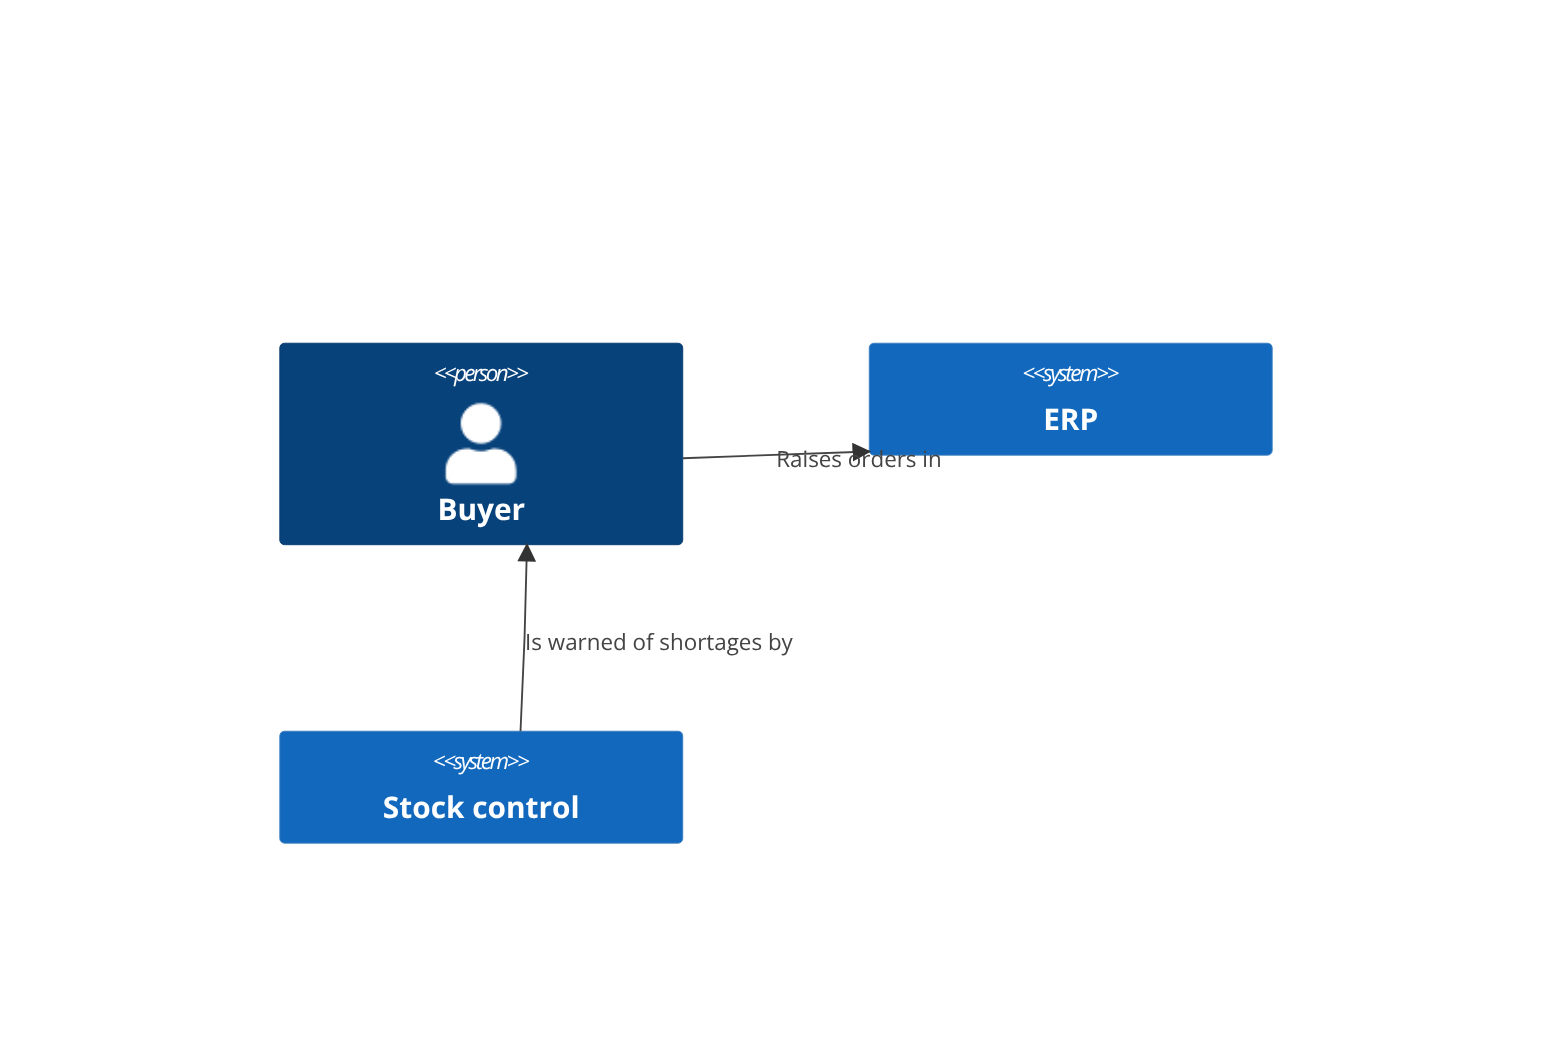 <<person>>
Buyer
<<system>>
ERP
Raises orders in
Is warned of shortages by
<<system>>
Stock control